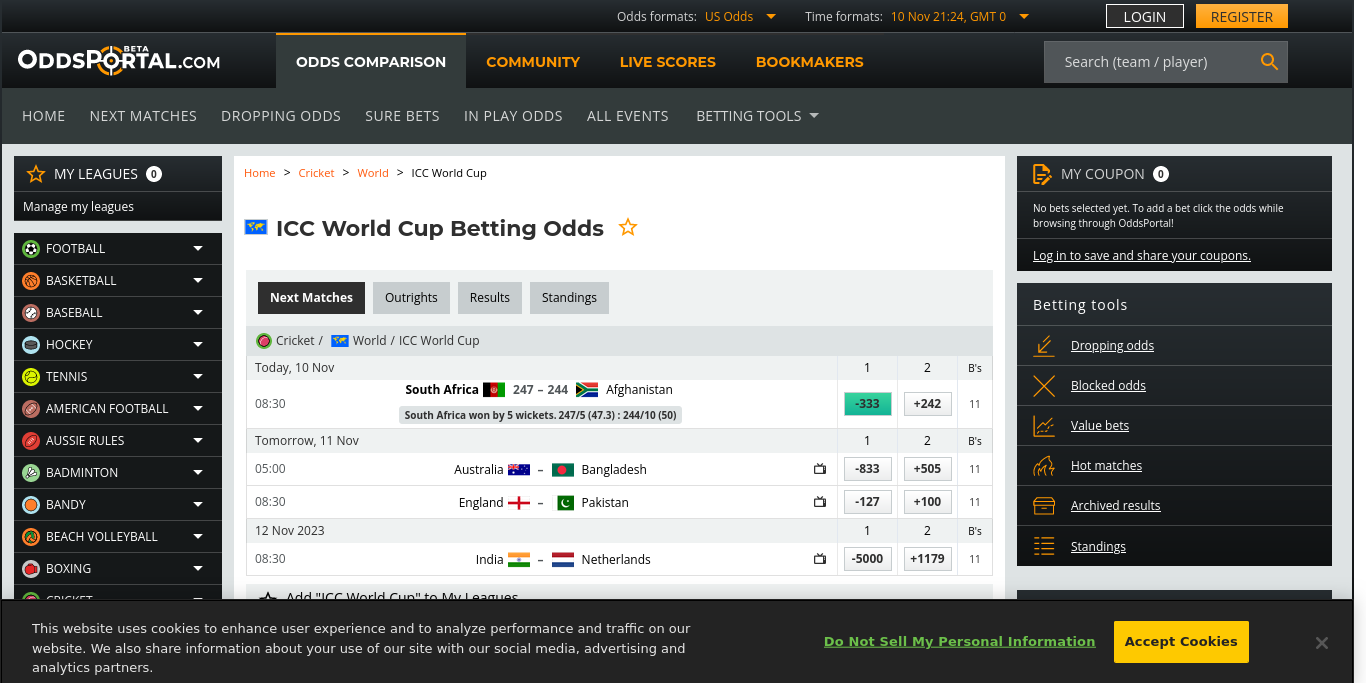 Odds formats: US Odds Time formats: 10 Nov 21:24, GMT 0 LOGIN REGISTER
ODDSPORTAL.COM BETA ODDS COMPARISON COMMUNITY LIVE SCORES BOOKMAKERS Search (team / player)
HOME NEXT MATCHES DROPPING ODDS SURE BETS IN PLAY ODDS ALL EVENTS BETTING TOOLS
MY LEAGUES 0
Manage my leagues
FOOTBALL
BASKETBALL
BASEBALL
HOCKEY
TENNIS
AMERICAN FOOTBALL
AUSSIE RULES
BADMINTON
BANDY
BEACH VOLLEYBALL
BOXING
CRICKET
Home > Cricket > World > ICC World Cup
ICC World Cup Betting Odds
Next Matches Outrights Results Standings
Cricket / World / ICC World Cup
Today, 10 Nov 1 2 B's
South Africa 247 – 244 Afghanistan
08:30 -333 +242 11
South Africa won by 5 wickets. 247/5 (47.3) : 244/10 (50)
Tomorrow, 11 Nov 1 2 B's
05:00 Australia – Bangladesh -833 +505 11
08:30 England – Pakistan -127 +100 11
12 Nov 2023 1 2 B's
08:30 India – Netherlands -5000 +1179 11
Add "ICC World Cup" to My Leagues
MY COUPON 0
No bets selected yet. To add a bet click the odds while
browsing through OddsPortal!
Log in to save and share your coupons.
Betting tools
Dropping odds
Blocked odds
Value bets
Hot matches
Archived results
Standings
This website uses cookies to enhance user experience and to analyze performance and traffic on our
website. We also share information about your use of our site with our social media, advertising and
analytics partners.
Do Not Sell My Personal Information Accept Cookies